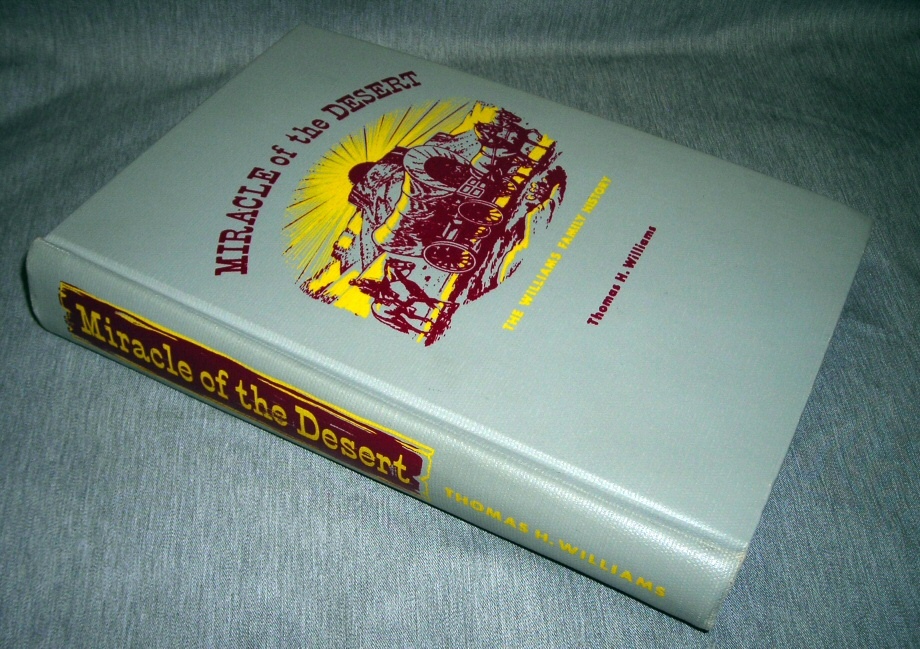 MIRACLE of the DESERT
THE WILLIAMS FAMILY HISTORY
Thomas H. Williams
Miracle of the Desert
THOMAS H. WILLIAMS